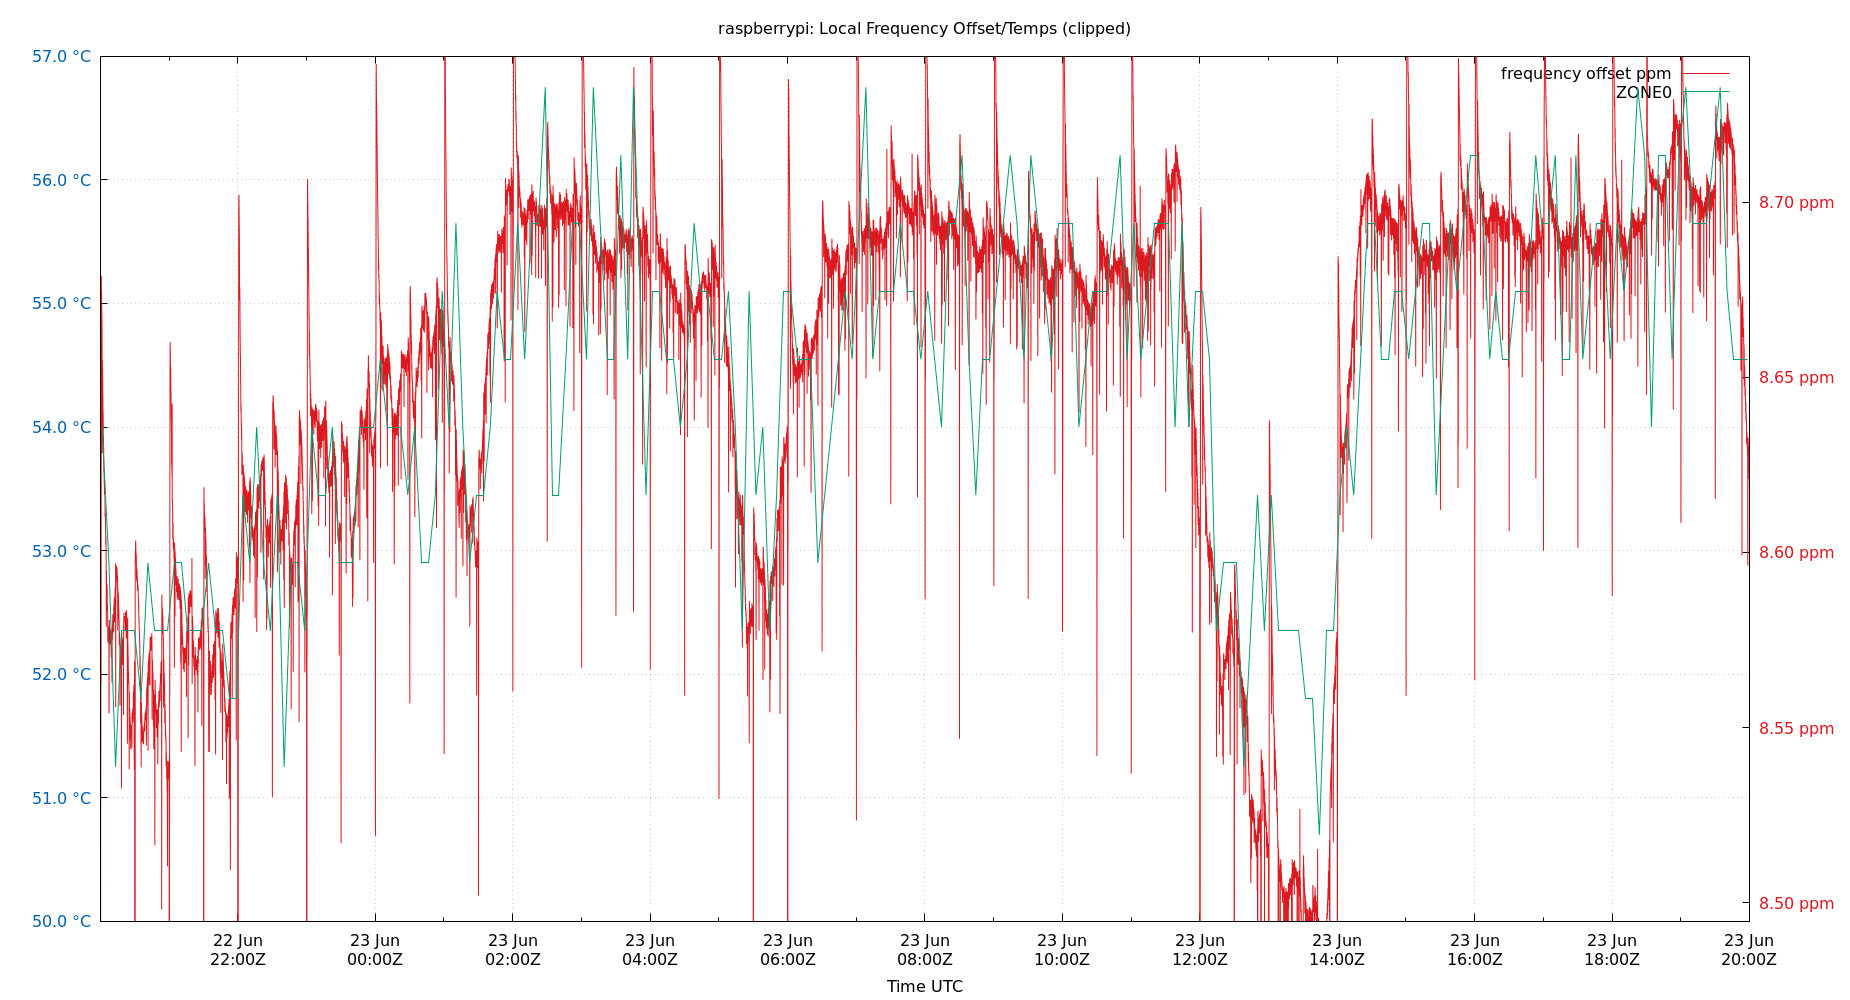 raspberrypi: Local Frequency Offset/Temps (clipped)
57.0 °C
56.0 °C
55.0 °C
54.0 °C
53.0 °C
52.0 °C
51.0 °C
50.0 °C
frequency offset ppm
ZONE0
8.70 ppm
8.65 ppm
8.60 ppm
8.55 ppm
8.50 ppm
22 Jun 23 Jun 23 Jun 23 Jun 23 Jun 23 Jun 23 Jun 23 Jun 23 Jun 23 Jun 23 Jun 23 Jun
22:00Z 00:00Z 02:00Z 04:00Z 06:00Z 08:00Z 10:00Z 12:00Z 14:00Z 16:00Z 18:00Z 20:00Z
Time UTC